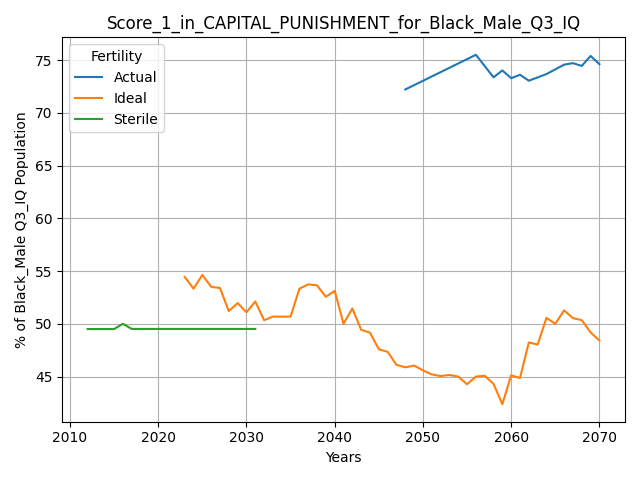 Score_1_in_CAPITAL_PUNISHMENT_for_Black_Male_Q3_IQ
Fertility
Actual
Ideal
Sterile
% of Black_Male Q3_IQ Population
75
70
65
60
55
50
45
2010 2020 2030 2040 2050 2060 2070
Years